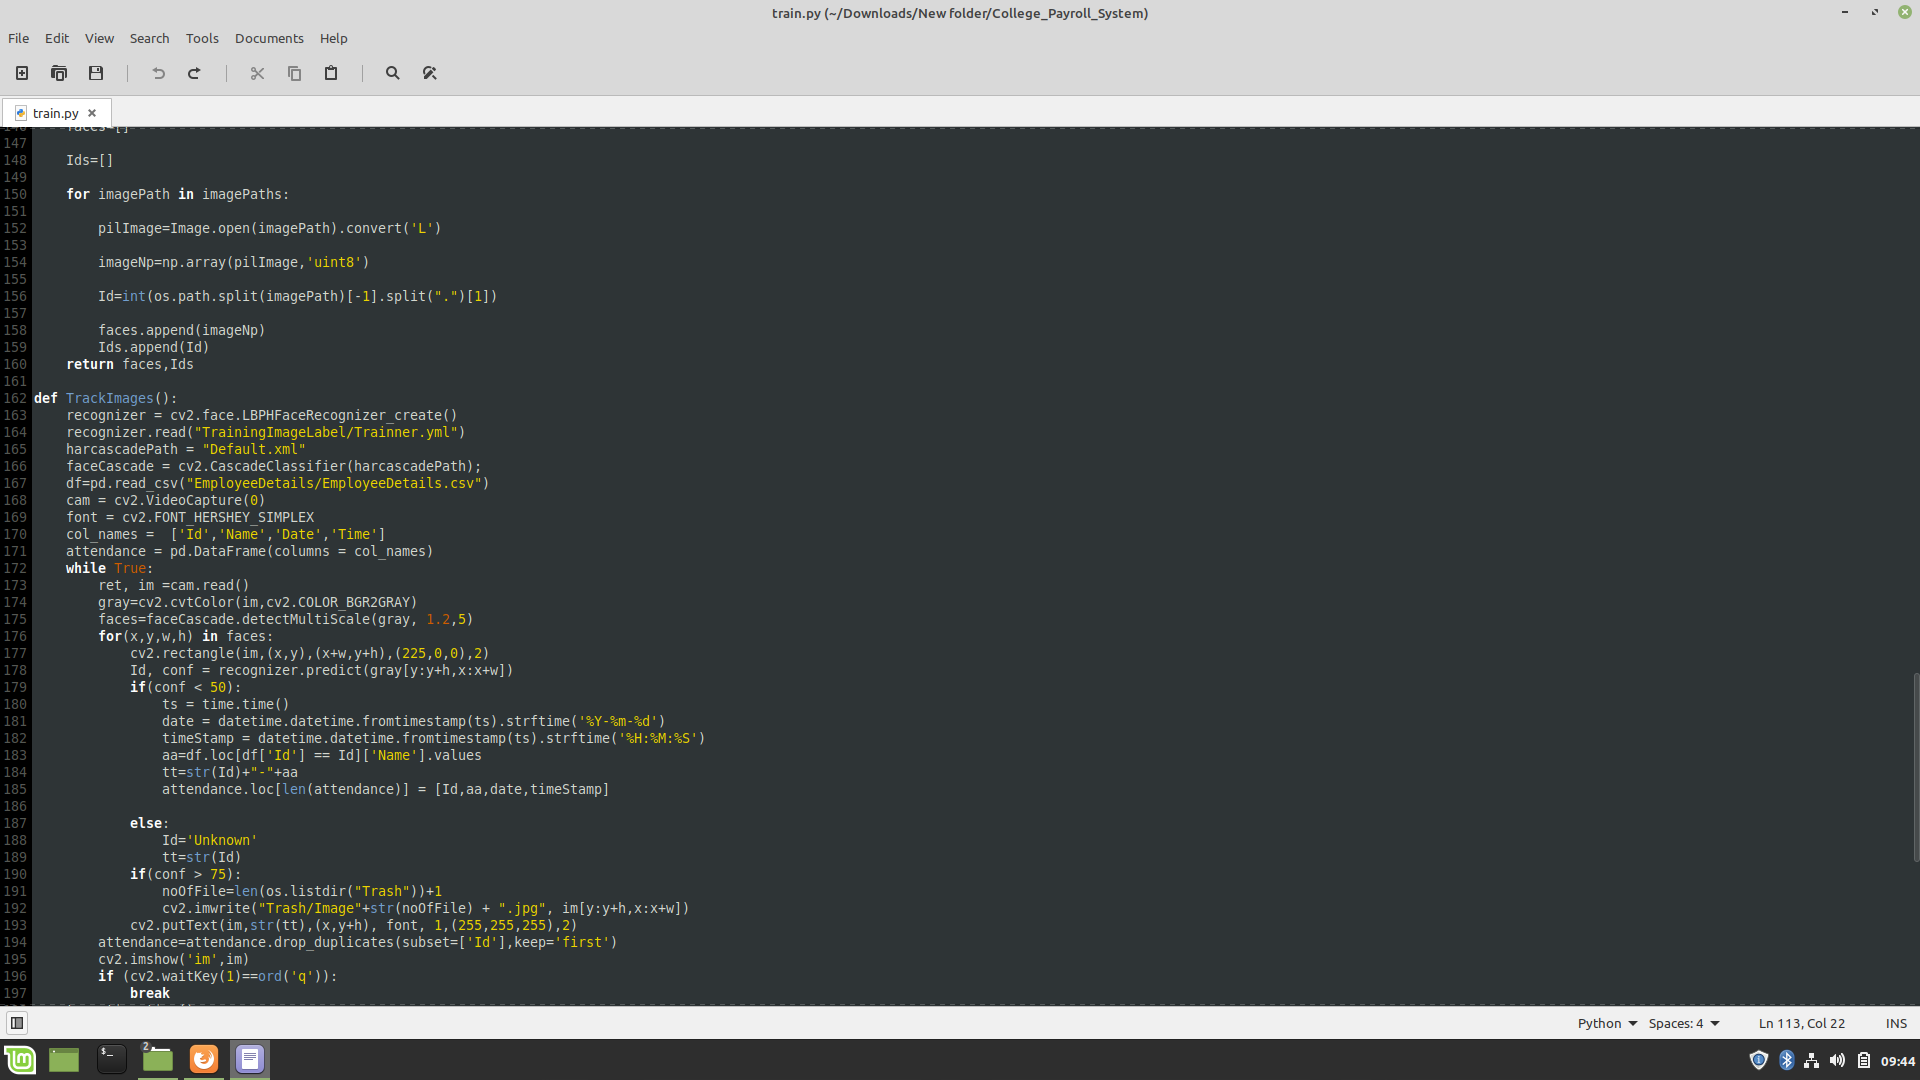 train.py (~/Downloads/New folder/College_Payroll_System)
File Edit View Search Tools Documents Help
train.py
146     faces=[]
147
148     Ids=[]
149
150     for imagePath in imagePaths:
151
152         pilImage=Image.open(imagePath).convert('L')
153
154         imageNp=np.array(pilImage,'uint8')
155
156         Id=int(os.path.split(imagePath)[-1].split(".")[1])
157
158         faces.append(imageNp)
159         Ids.append(Id)
160     return faces,Ids
161
162 def TrackImages():
163     recognizer = cv2.face.LBPHFaceRecognizer_create()
164     recognizer.read("TrainingImageLabel/Trainner.yml")
165     harcascadePath = "Default.xml"
166     faceCascade = cv2.CascadeClassifier(harcascadePath);
167     df=pd.read_csv("EmployeeDetails/EmployeeDetails.csv")
168     cam = cv2.VideoCapture(0)
169     font = cv2.FONT_HERSHEY_SIMPLEX
170     col_names =  ['Id','Name','Date','Time']
171     attendance = pd.DataFrame(columns = col_names)
172     while True:
173         ret, im =cam.read()
174         gray=cv2.cvtColor(im,cv2.COLOR_BGR2GRAY)
175         faces=faceCascade.detectMultiScale(gray, 1.2,5)
176         for(x,y,w,h) in faces:
177             cv2.rectangle(im,(x,y),(x+w,y+h),(225,0,0),2)
178             Id, conf = recognizer.predict(gray[y:y+h,x:x+w])
179             if(conf < 50):
180                 ts = time.time()
181                 date = datetime.datetime.fromtimestamp(ts).strftime('%Y-%m-%d')
182                 timeStamp = datetime.datetime.fromtimestamp(ts).strftime('%H:%M:%S')
183                 aa=df.loc[df['Id'] == Id]['Name'].values
184                 tt=str(Id)+"-"+aa
185                 attendance.loc[len(attendance)] = [Id,aa,date,timeStamp]
186
187             else:
188                 Id='Unknown'
189                 tt=str(Id)
190             if(conf > 75):
191                 noOfFile=len(os.listdir("Trash"))+1
192                 cv2.imwrite("Trash/Image"+str(noOfFile) + ".jpg", im[y:y+h,x:x+w])
193             cv2.putText(im,str(tt),(x,y+h), font, 1,(255,255,255),2)
194         attendance=attendance.drop_duplicates(subset=['Id'],keep='first')
195         cv2.imshow('im',im)
196         if (cv2.waitKey(1)==ord('q')):
197             break
Python Spaces: 4 Ln 113, Col 22 INS
2
09:44